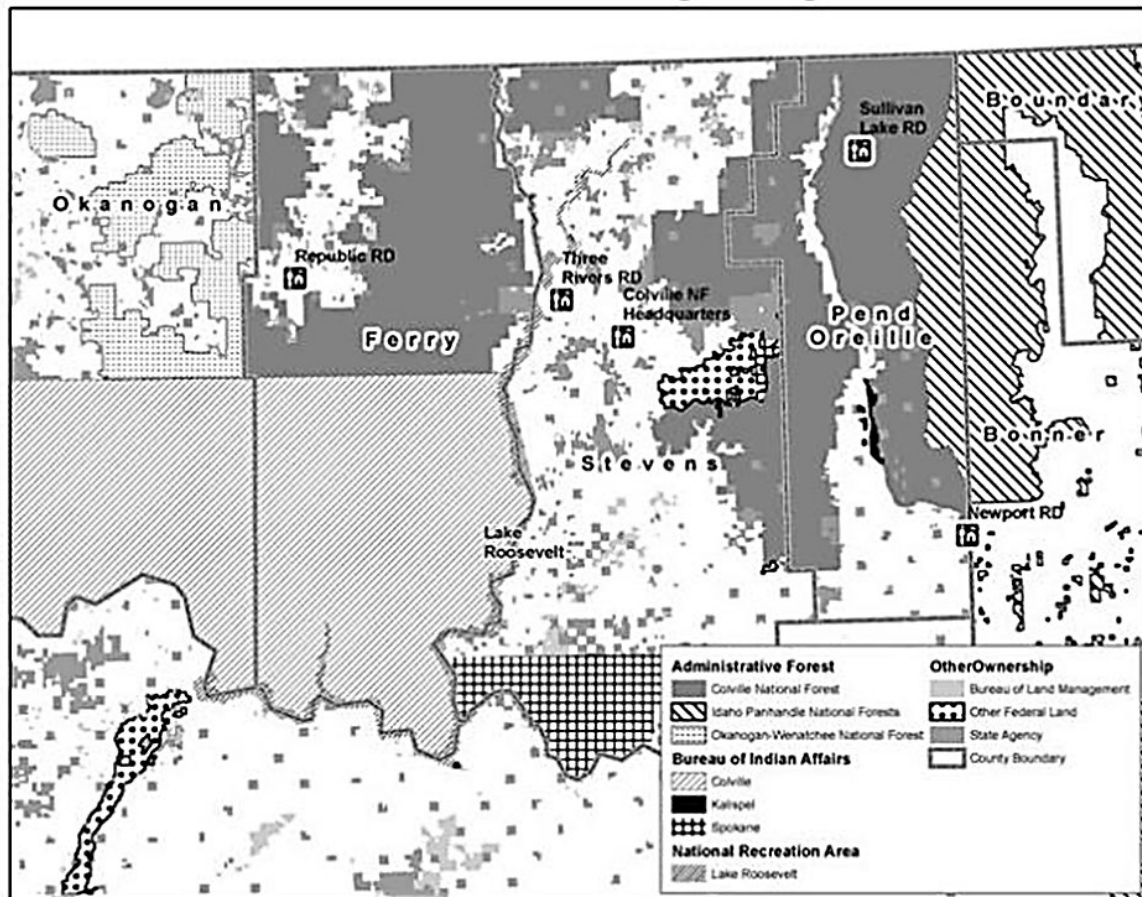 Sullivan
Lake RD
Boundary
Okanogan
Republic RD
Three
Rivers RD
Colville NF
Headquarters
Ferry
Pend
Oreille
Bonner
Stevens
Newport RD
Lake
Roosevelt
Administrative Forest
Colville National Forest
Idaho Panhandle National Forests
Okanogan-Wenatchee National Forest
Bureau of Indian Affairs
Colville
Kalispel
Spokane
National Recreation Area
Lake Roosevelt
OtherOwnership
Bureau of Land Management
Other Federal Land
State Agency
County Boundary